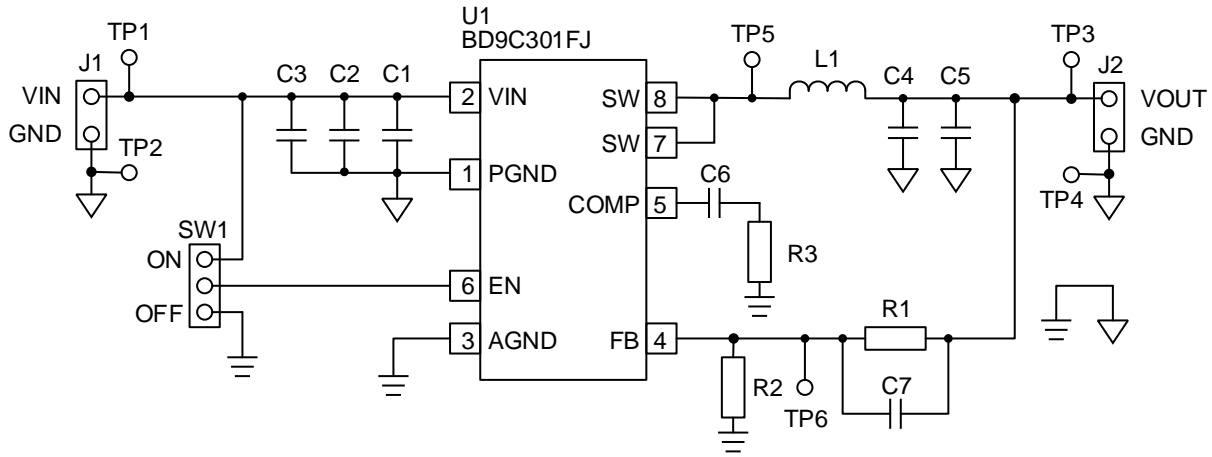 U1
BD9C301FJ
TP1
TP5
TP3
J1
C3
C2
C1
L1
C4
C5
J2
VIN
2
VIN
SW
8
VOUT
GND
SW
7
GND
TP2
1
PGND
C6
TP4
COMP
5
SW1
ON
R3
6
EN
OFF
R1
3
AGND
FB
4
R2
C7
TP6